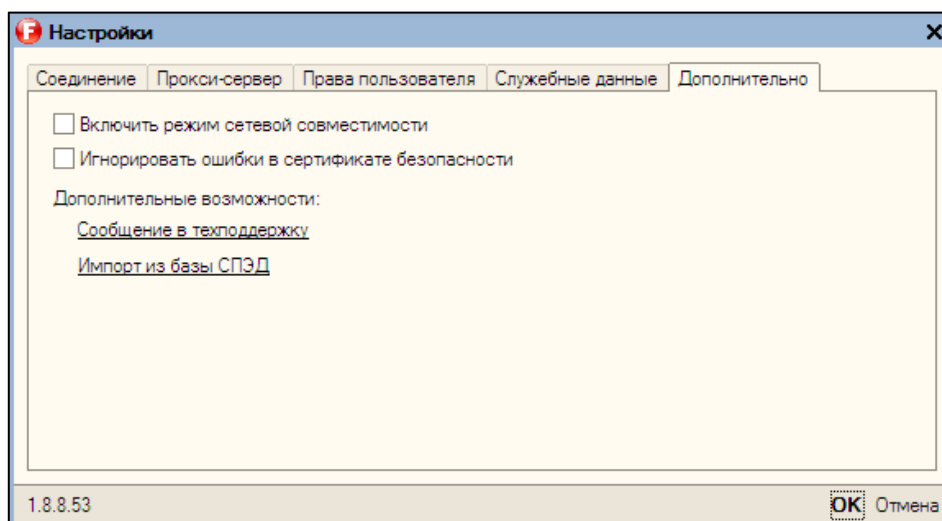 Настройки
Соединение Прокси-сервер Права пользователя Служебные данные Дополнительно
Включить режим сетевой совместимости
Игнорировать ошибки в сертификате безопасности
Дополнительные возможности:
Сообщение в техподдержку
Импорт из базы СПЭД
1.8.8.53 OK Отмена